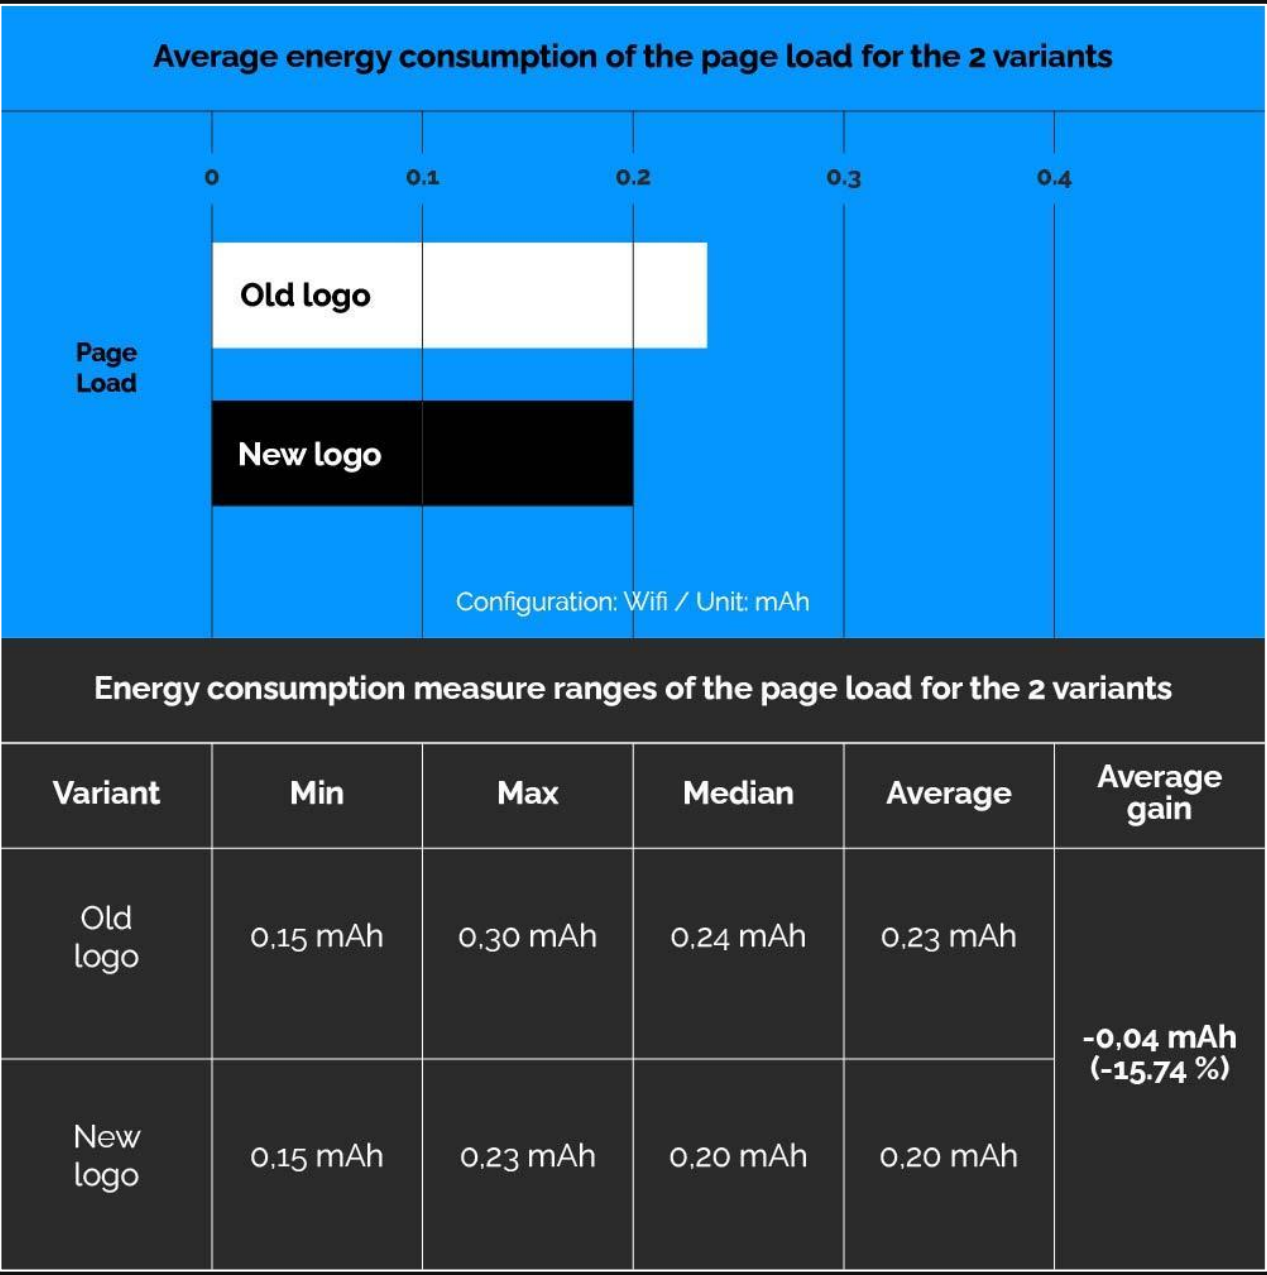 Average energy consumption of the page load for the 2 variants
0 0.1 0.2 0.3 0.4
Old logo
Page
Load
New logo
Configuration: Wifi / Unit: mAh
Energy consumption measure ranges of the page load for the 2 variants
Variant Min Max Median Average Average
gain
Old
logo
0,15 mAh 0,30 mAh 0,24 mAh 0,23 mAh
-0,04 mAh
(-15.74 %)
New
logo
0,15 mAh 0,23 mAh 0,20 mAh 0,20 mAh